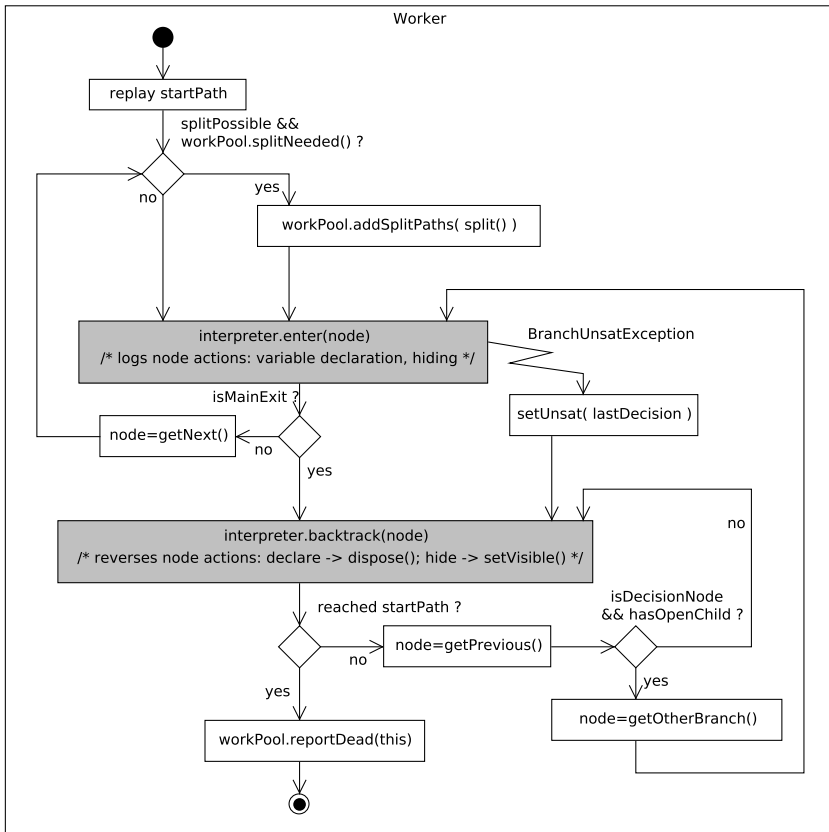 Worker
replay startPath
splitPossible &&
workPool.splitNeeded() ?
yes
no
workPool.addSplitPaths( split() )
interpreter.enter(node)
/* logs node actions: variable declaration, hiding */
BranchUnsatException
isMainExit ?
setUnsat( lastDecision )
node=getNext()
no
yes
interpreter.backtrack(node)
/* reverses node actions: declare -> dispose(); hide -> setVisible() */
no
reached startPath ?
isDecisionNode
&& hasOpenChild ?
node=getPrevious()
no
yes
yes
node=getOtherBranch()
workPool.reportDead(this)